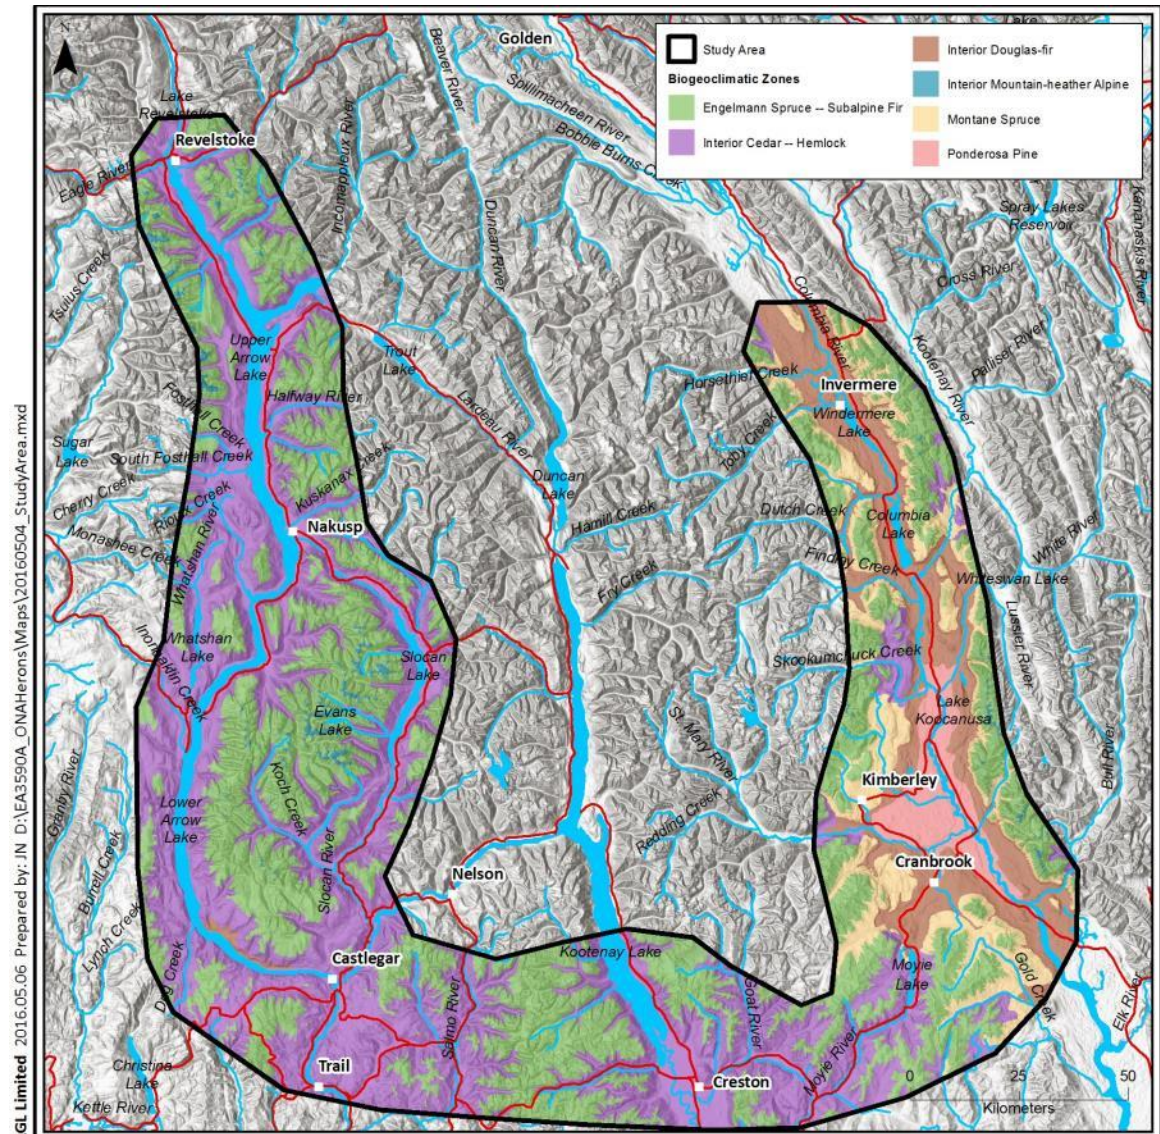 GL Limited 2016.05.06 Prepared by: JN D:\EA3590A_ONAHerons\Maps\20160504_StudyArea.mxd
N
Study Area
Biogeoclimatic Zones
Engelmann Spruce -- Subalpine Fir
Interior Cedar -- Hemlock
Interior Douglas-fir
Interior Mountain-heather Alpine
Montane Spruce
Ponderosa Pine
Golden
Lake
Beaver River
Spillimacheen River
Bobbie Burns Creek
Lake
Revelstoke
Revelstoke
Eagle River
Incomappleux River
Duncan River
Spray Lakes
Reservoir
Kananaskis River
Tsuius Creek
Cross River
Columbia River
Kootenay River
Palliser River
Upper
Arrow
Lake
Trout
Lake
Horsethief Creek
Invermere
Halfway River
Windermere
Lake
Fosthall Creek
Lardeau River
Toby Creek
Sugar
Lake
South Fosthall Creek
Duncan
Lake
Cherry Creek
Rioux Creek
Kuskanax Creek
Hamill Creek
Dutch Creek
Columbia
Lake
Nakusp
Monashee Creek
Whatshan River
Findlay Creek
White River
Fry Creek
Whiteswan Lake
Lussier River
Whatshan
Lake
Inonoaklin Creek
Slocan
Lake
Skookumchuck Creek
Evans
Lake
Lake
Koocanusa
St. Mary River
Bull River
Koch Creek
Granby River
Kimberley
Lower
Arrow
Lake
Redding Creek
Slocan River
Nelson
Cranbrook
Burrell Creek
Lynch Creek
Castlegar
Kootenay Lake
Moyie
Lake
Dog Creek
Goat River
Gold Creek
Salmo River
Elk River
Christina
Lake
Trail
Creston
Moyie River
Kettle River
0 25 50
Kilometers